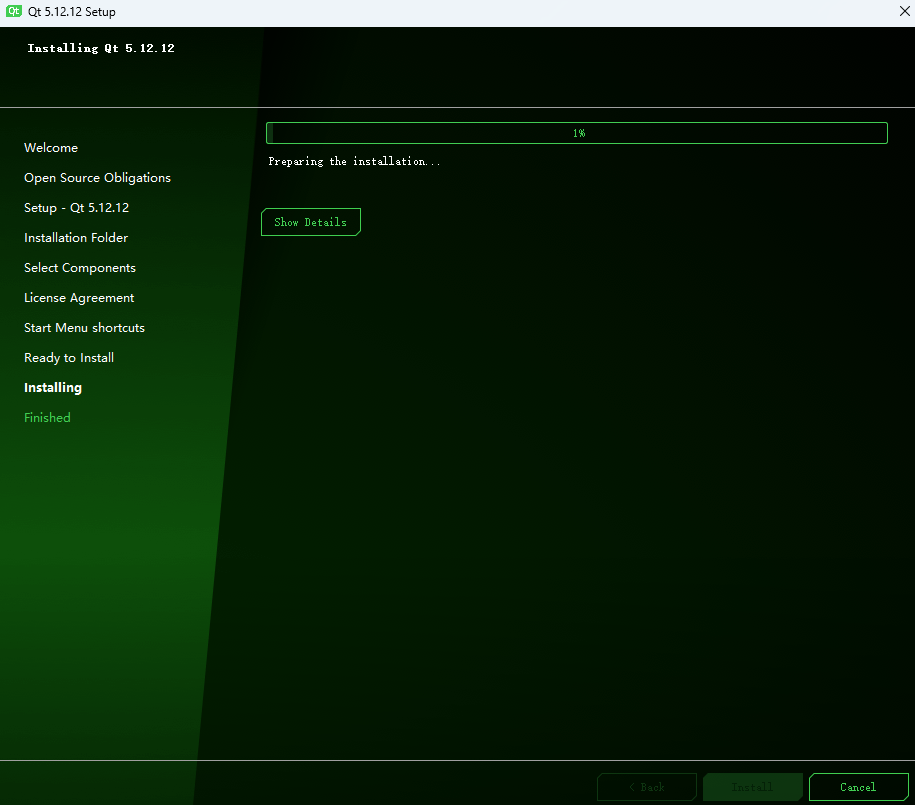 Qt Qt 5.12.12 Setup
Installing Qt 5.12.12
1%
Preparing the installation...
Show Details
Welcome
Open Source Obligations
Setup - Qt 5.12.12
Installation Folder
Select Components
License Agreement
Start Menu shortcuts
Ready to Install
Installing
Finished
< Back Install Cancel